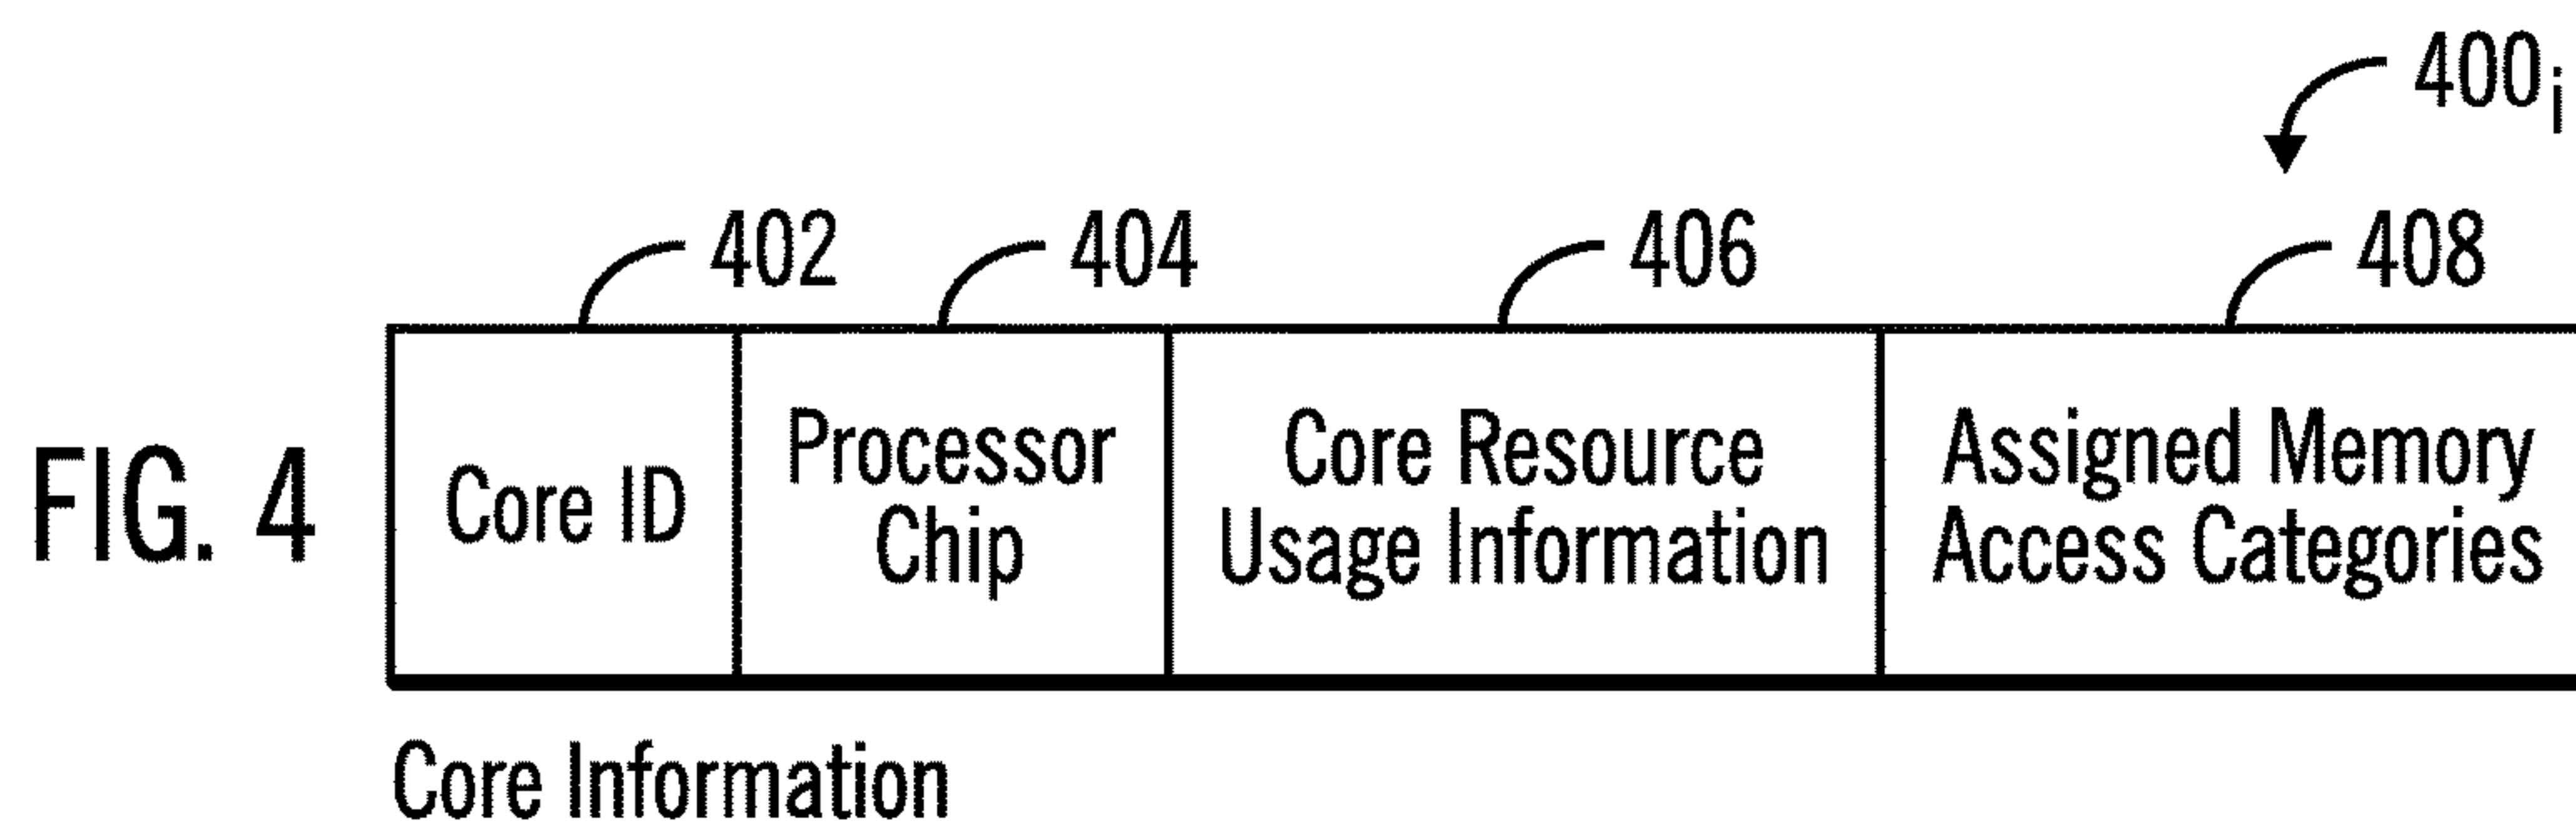 400i
402
404
406
408
FIG. 4
Core ID
Processor
Chip
Core Resource
Usage Information
Assigned Memory
Access Categories
Core Information